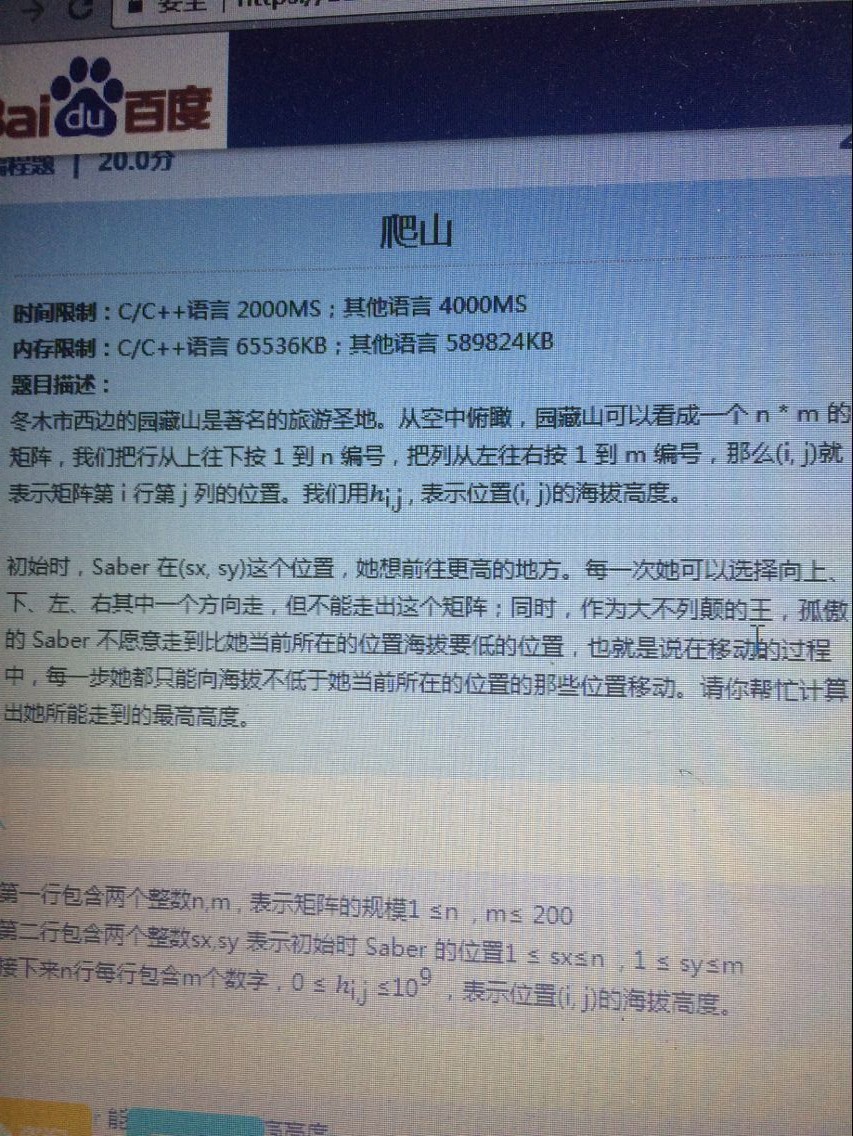 安全
Baidu百度
编程题 | 20.0分
爬山
时间限制：C/C++语言 2000MS；其他语言 4000MS
内存限制：C/C++语言 65536KB；其他语言 589824KB
题目描述：
冬木市西边的园藏山是著名的旅游圣地。从空中俯瞰，园藏山可以看成一个 n * m 的
矩阵，我们把行从上往下按 1 到 n 编号，把列从左往右按 1 到 m 编号，那么(i, j)就
表示矩阵第 i 行第 j 列的位置。我们用hi,j，表示位置(i, j)的海拔高度。
初始时，Saber 在(sx, sy)这个位置，她想前往更高的地方。每一次她可以选择向上、
下、左、右其中一个方向走，但不能走出这个矩阵；同时，作为大不列颠的王，孤傲
的 Saber 不愿意走到比她当前所在的位置海拔要低的位置，也就是说在移动的过程
中，每一步她都只能向海拔不低于她当前所在的位置的那些位置移动。请你帮忙计算
出她所能走到的最高高度。
第一行包含两个整数n,m，表示矩阵的规模1 ≤n ，m≤ 200
第二行包含两个整数sx,sy 表示初始时 Saber 的位置1 ≤ sx≤n ，1 ≤ sy≤m
接下来n行每行包含m个数字，0 ≤ hi,j ≤10^9 ，表示位置(i, j)的海拔高度。
r 能 高高度